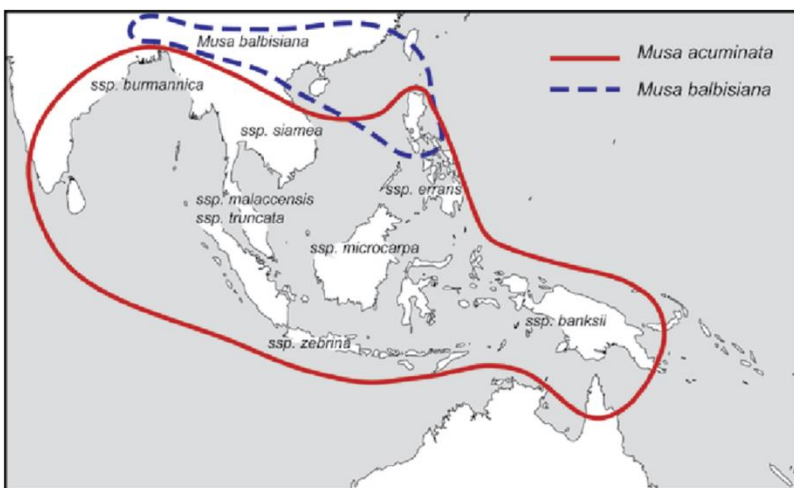 Musa balbisiana
Musa acuminata
Musa balbisiana
ssp. burmannica
ssp. siamea
ssp. errans
ssp. malaccensis
ssp. truncata
ssp. microcarpa
ssp. banksii
ssp. zebrina